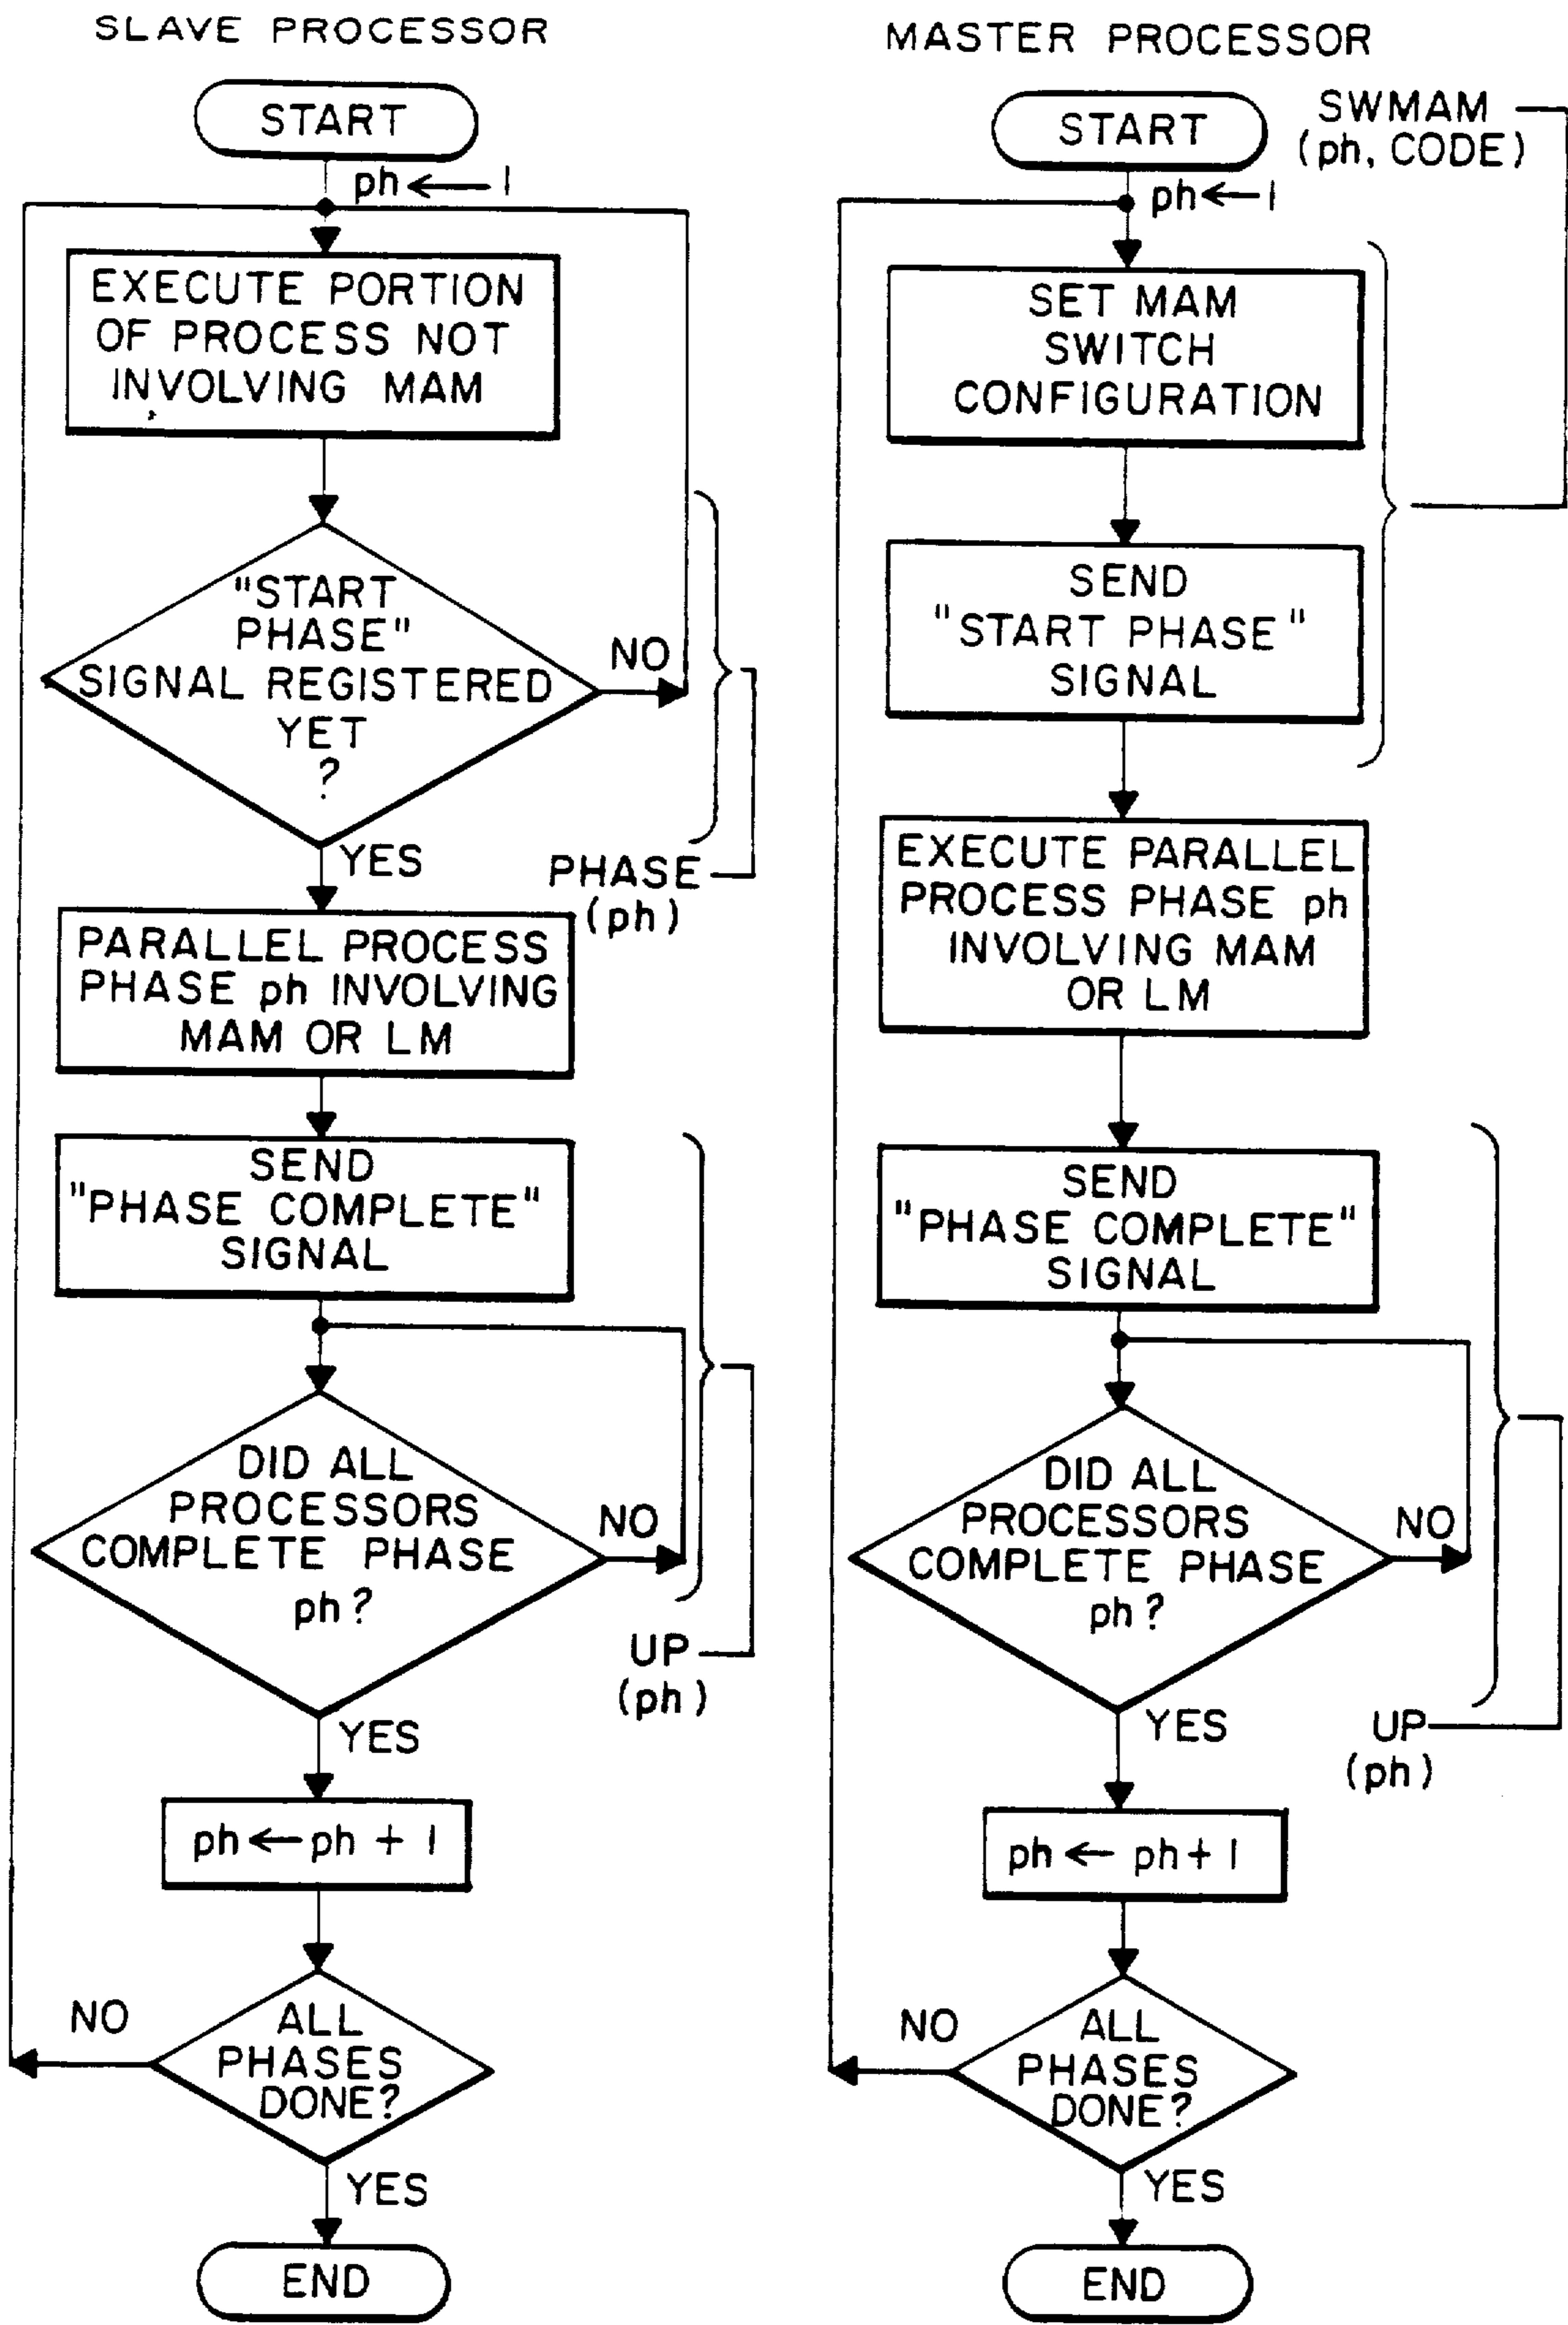 SLAVE PROCESSOR
START
ph ← 1
EXECUTE PORTION
OF PROCESS NOT
INVOLVING MAM
"START
PHASE"
SIGNAL REGISTERED
YET
?
NO
YES
PHASE
(ph)
PARALLEL PROCESS
PHASE ph INVOLVING
MAM OR LM
SEND
"PHASE COMPLETE"
SIGNAL
DID ALL
PROCESSORS
COMPLETE PHASE
ph?
NO
UP
(ph)
YES
ph ← ph + 1
ALL
PHASES
DONE?
NO
YES
END
MASTER PROCESSOR
START
SWMAM
(ph, CODE)
ph ← 1
SET MAM
SWITCH
CONFIGURATION
SEND
"START PHASE"
SIGNAL
EXECUTE PARALLEL
PROCESS PHASE ph
INVOLVING MAM
OR LM
SEND
"PHASE COMPLETE"
SIGNAL
DID ALL
PROCESSORS
COMPLETE PHASE
ph?
NO
UP
(ph)
YES
ph ← ph + 1
ALL
PHASES
DONE?
NO
YES
END